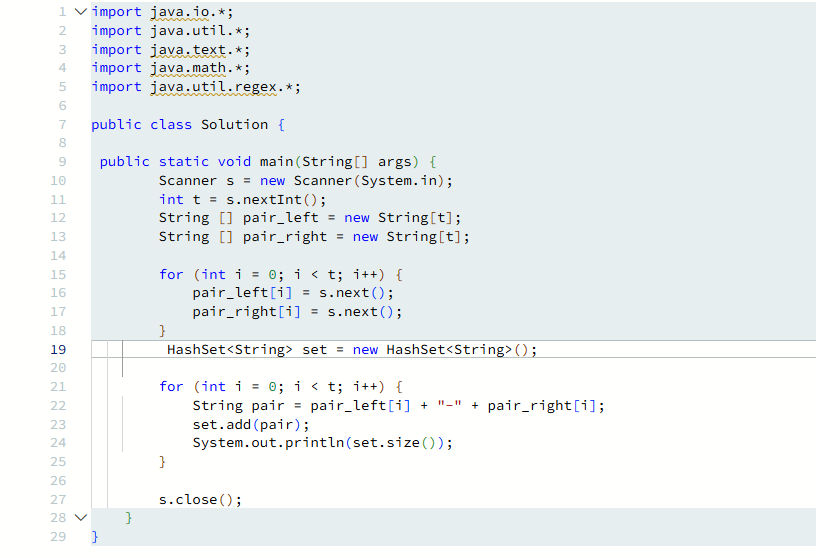 1 import java.io.*;
2 import java.util.*;
3 import java.text.*;
4 import java.math.*;
5 import java.util.regex.*;
6
7 public class Solution {
8
9 public static void main(String[] args) {
10 Scanner s = new Scanner(System.in);
11 int t = s.nextInt();
12 String [] pair_left = new String[t];
13 String [] pair_right = new String[t];
14
15 for (int i = 0; i < t; i++) {
16 pair_left[i] = s.next();
17 pair_right[i] = s.next();
18 }
19 HashSet<String> set = new HashSet<String>();
20
21 for (int i = 0; i < t; i++) {
22 String pair = pair_left[i] + "-" + pair_right[i];
23 set.add(pair);
24 System.out.println(set.size());
25 }
26
27 s.close();
28 }
29 }